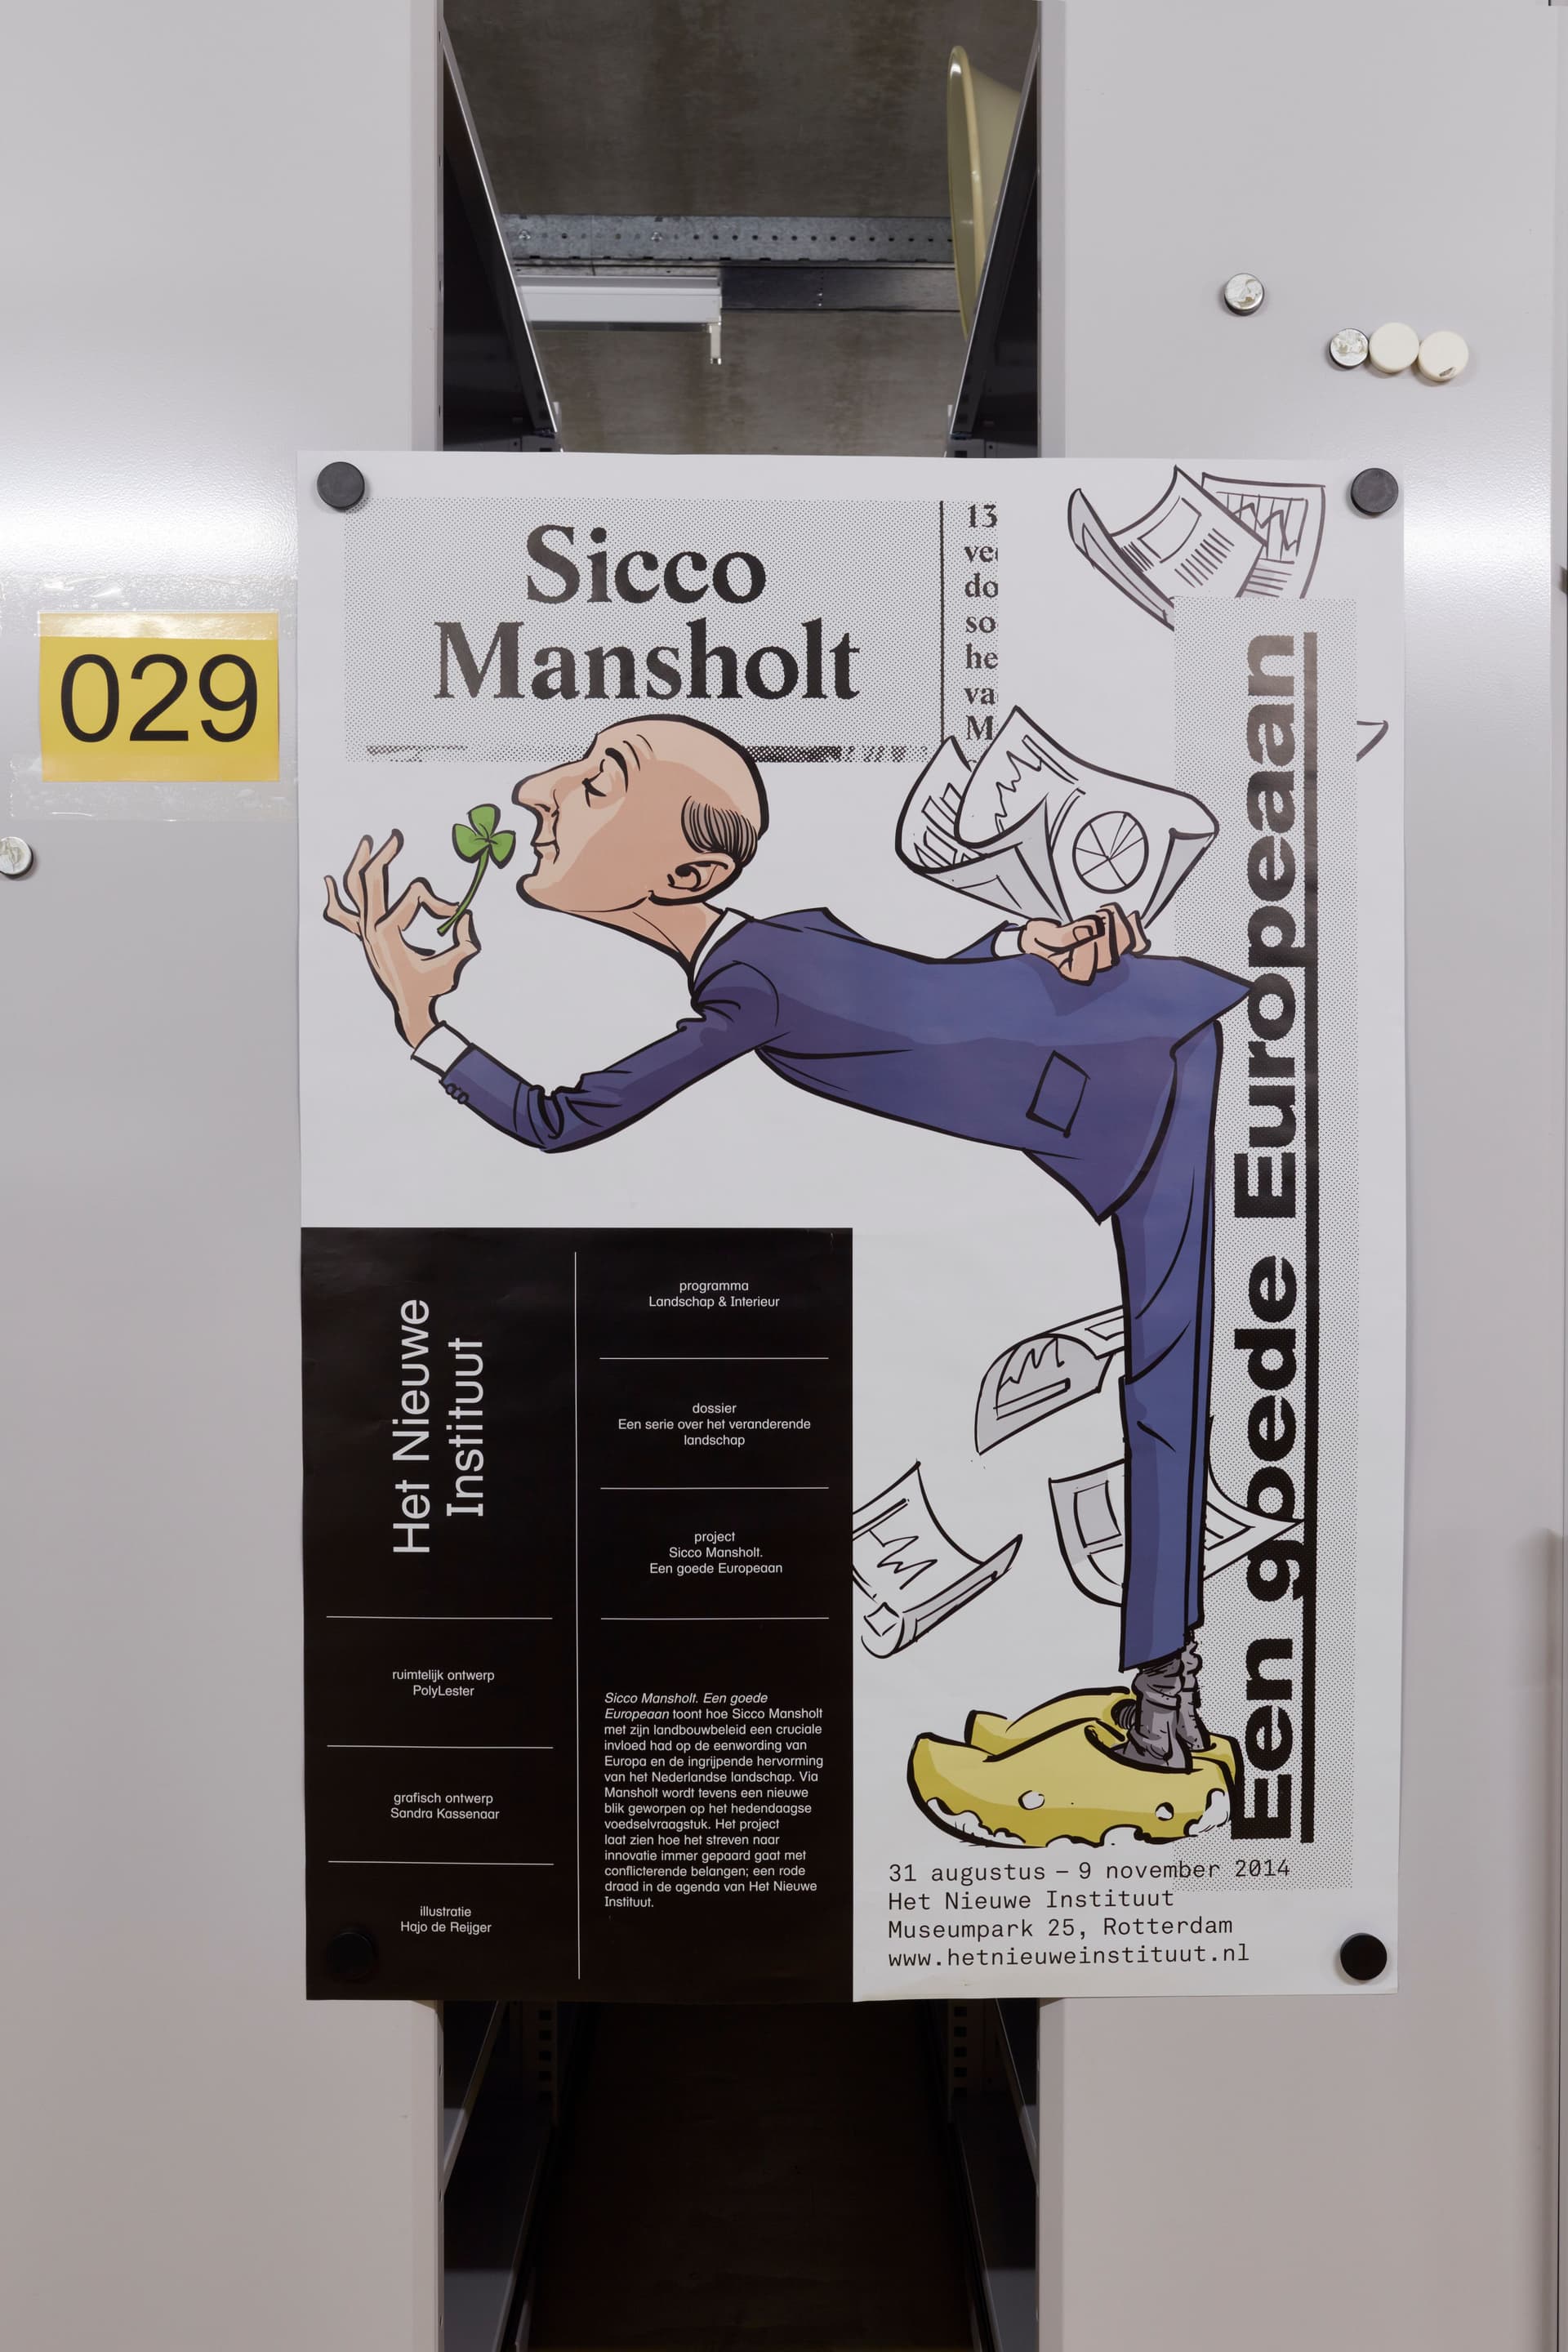 029
Sicco
Mansholt
13
do
so
he
va
M
Een goede Europeaan
Het Nieuwe
Instituut
ruimtelijk ontwerp
PolyLester
grafisch ontwerp
Sandra Kassenaar
illustratie
Hajo de Reijger
programma
Landschap & Interieur
dossier
Een serie over het veranderende
landschap
project
Sicco Mansholt.
Een goede Europeaan
Sicco Mansholt. Een goede
Europeaan toont hoe Sicco Mansholt
met zijn landbouwbeleid een cruciale
invloed had op de eenwording van
Europa en de ingrijpende hervorming
van het Nederlandse landschap. Via
Mansholt wordt tevens een nieuwe
blik geworpen op het hedendaagse
voedselvraagstuk. Het project
laat zien hoe het streven naar
innovatie immer gepaard gaat met
conflicterende belangen; een rode
draad in de agenda van Het Nieuwe
Instituut.
31 augustus – 9 november 2014
Het Nieuwe Instituut
Museumpark 25, Rotterdam
www.hetnieuweinstituut.nl